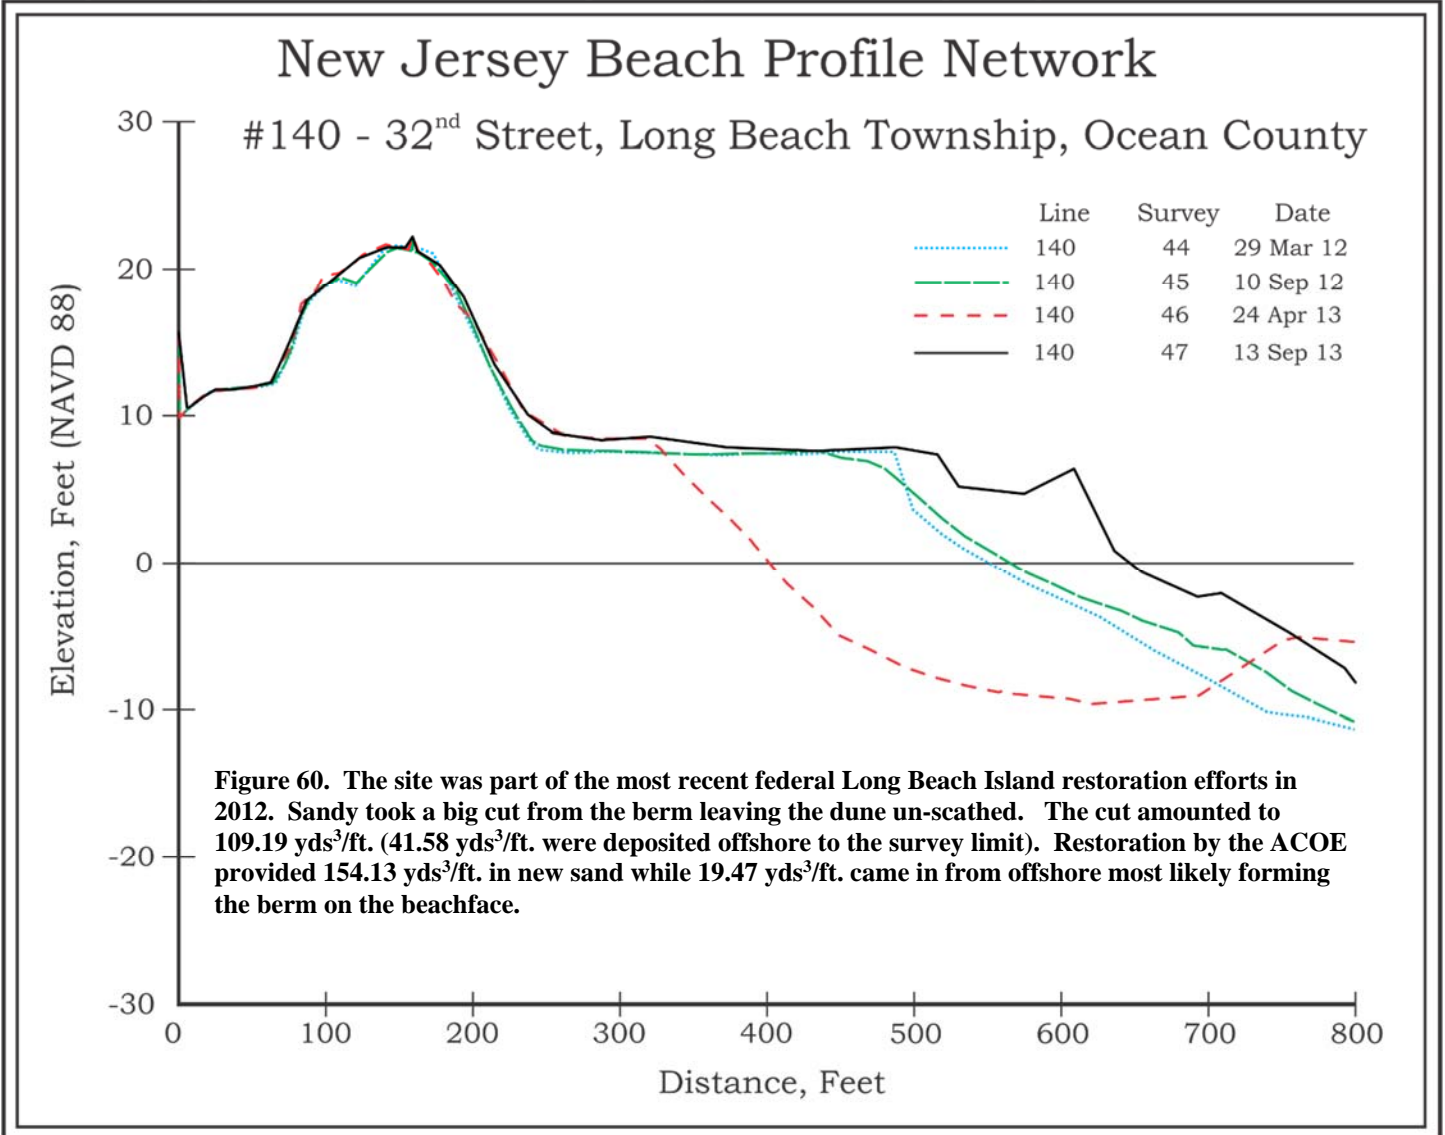 New Jersey Beach Profile Network
#140 - 32nd Street, Long Beach Township, Ocean County
Line Survey Date
140 44 29 Mar 12
140 45 10 Sep 12
140 46 24 Apr 13
140 47 13 Sep 13
Elevation, Feet (NAVD 88)
30
20
10
0
-10
-20
-30
Figure 60. The site was part of the most recent federal Long Beach Island restoration efforts in
2012. Sandy took a big cut from the berm leaving the dune un-scathed. The cut amounted to
109.19 yds³/ft. (41.58 yds³/ft. were deposited offshore to the survey limit). Restoration by the ACOE
provided 154.13 yds³/ft. in new sand while 19.47 yds³/ft. came in from offshore most likely forming
the berm on the beachface.
0 100 200 300 400 500 600 700 800
Distance, Feet